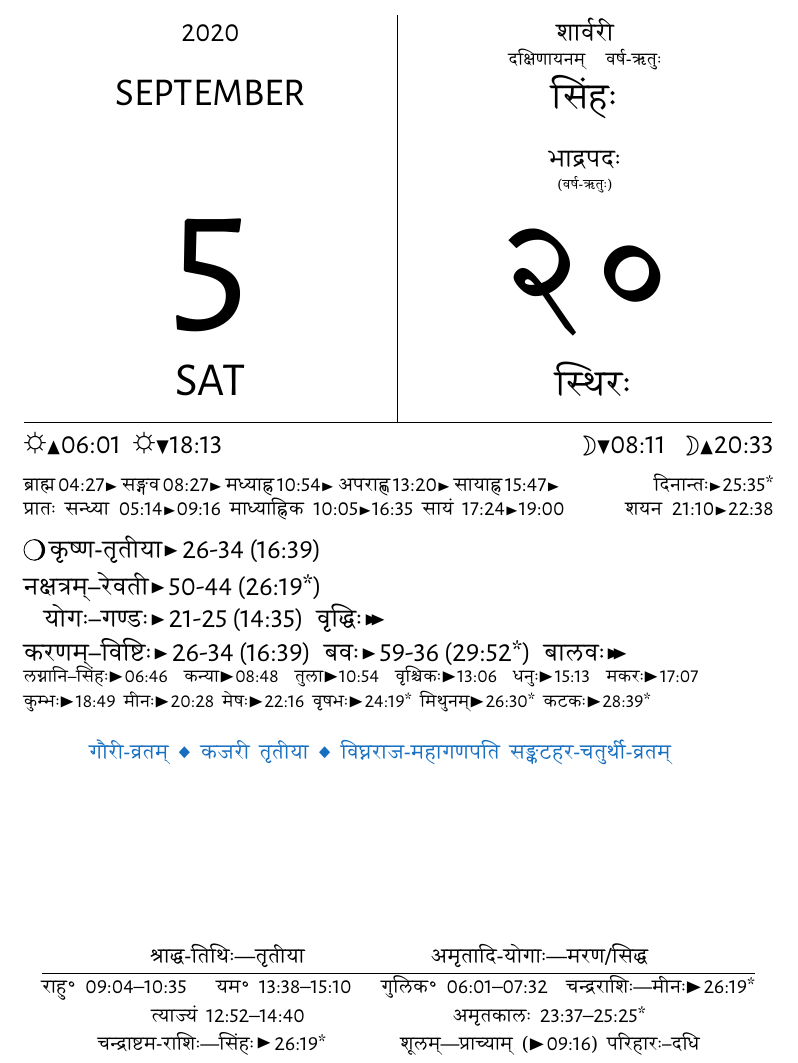 2020
SEPTEMBER
5
SAT
शार्वरी
दक्षिणायनम् वर्ष-ऋतुः
सिंहः
भाद्रपदः
(वर्ष-ऋतुः)
२०
स्थिरः
☼▲06:01 ☼▼18:13 ☽▼08:11 ☽▲20:33
ब्राह्म 04:27► सङ्गव 08:27► मध्याह्न 10:54► अपराह्ण 13:20► सायाह्न 15:47► दिनान्तः►25:35*
प्रातः सन्ध्या 05:14►09:16 माध्याह्निक 10:05►16:35 सायं 17:24►19:00 शयन 21:10►22:38
कृष्ण-तृतीया► 26-34 (16:39)
नक्षत्रम्–रेवती► 50-44 (26:19*)
योगः–गण्डः► 21-25 (14:35) वृद्धिः►►
करणम्–विष्टिः► 26-34 (16:39) बवः► 59-36 (29:52*) बालवः►►
लग्नानि–सिंहः►06:46 कन्या►08:48 तुला►10:54 वृश्चिकः►13:06 धनुः►15:13 मकरः►17:07
कुम्भः►18:49 मीनः►20:28 मेषः►22:16 वृषभः►24:19* मिथुनम्►26:30* कटकः►28:39*
गौरी-व्रतम् ◆ कजरी तृतीया ◆ विघ्नराज-महागणपति सङ्कटहर-चतुर्थी-व्रतम्
श्राद्ध-तिथिः—तृतीया अमृतादि-योगाः—मरण/सिद्ध
राहु° 09:04–10:35 यम° 13:38–15:10 गुलिक° 06:01–07:32 चन्द्रराशिः—मीनः►26:19*
त्याज्यं 12:52–14:40 अमृतकालः 23:37–25:25*
चन्द्राष्टम-राशिः—सिंहः► 26:19* शूलम्—प्राच्याम् (►09:16) परिहारः–दधि